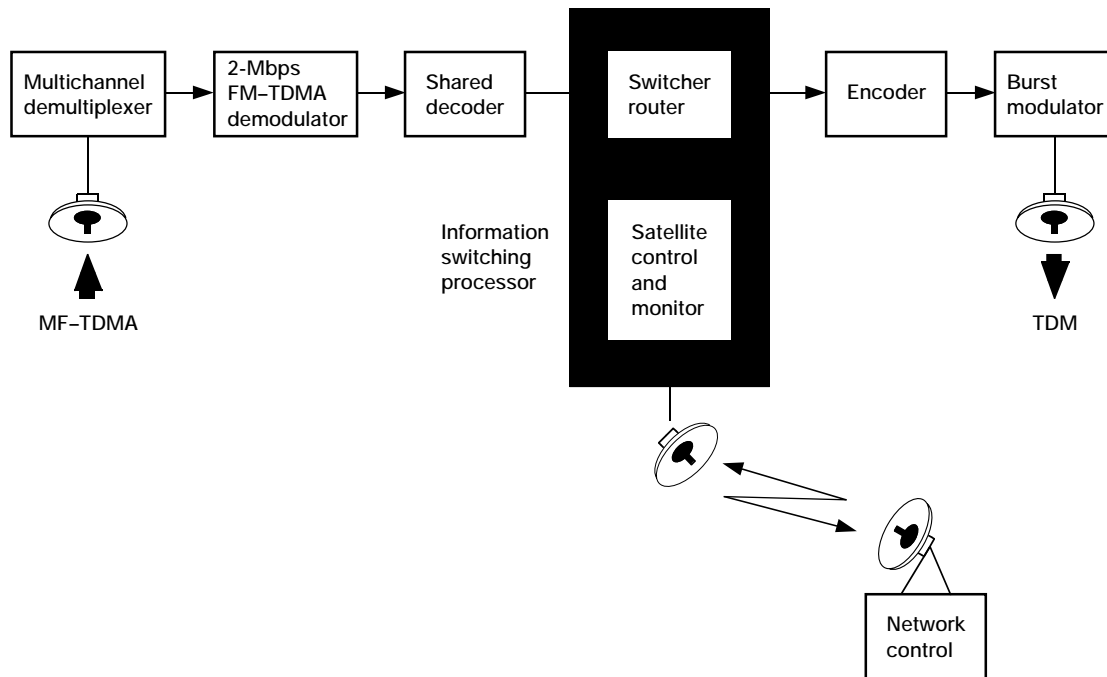 Multichannel
demultiplexer
2-Mbps
FM–TDMA
demodulator
Shared
decoder
Switcher
router
Encoder
Burst
modulator
Information
switching
processor
Satellite
control
and
monitor
MF–TDMA
TDM
Network
control